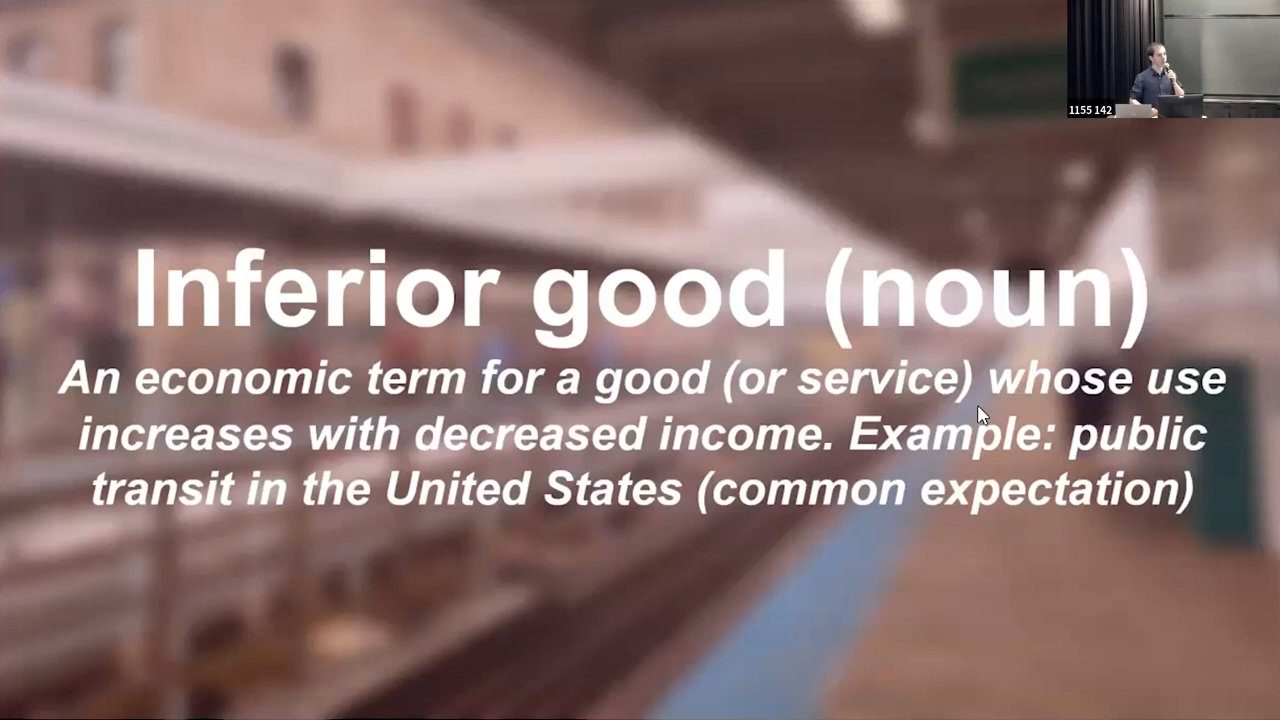 1155 142
Inferior good (noun)
An economic term for a good (or service) whose use
increases with decreased income. Example: public
transit in the United States (common expectation)